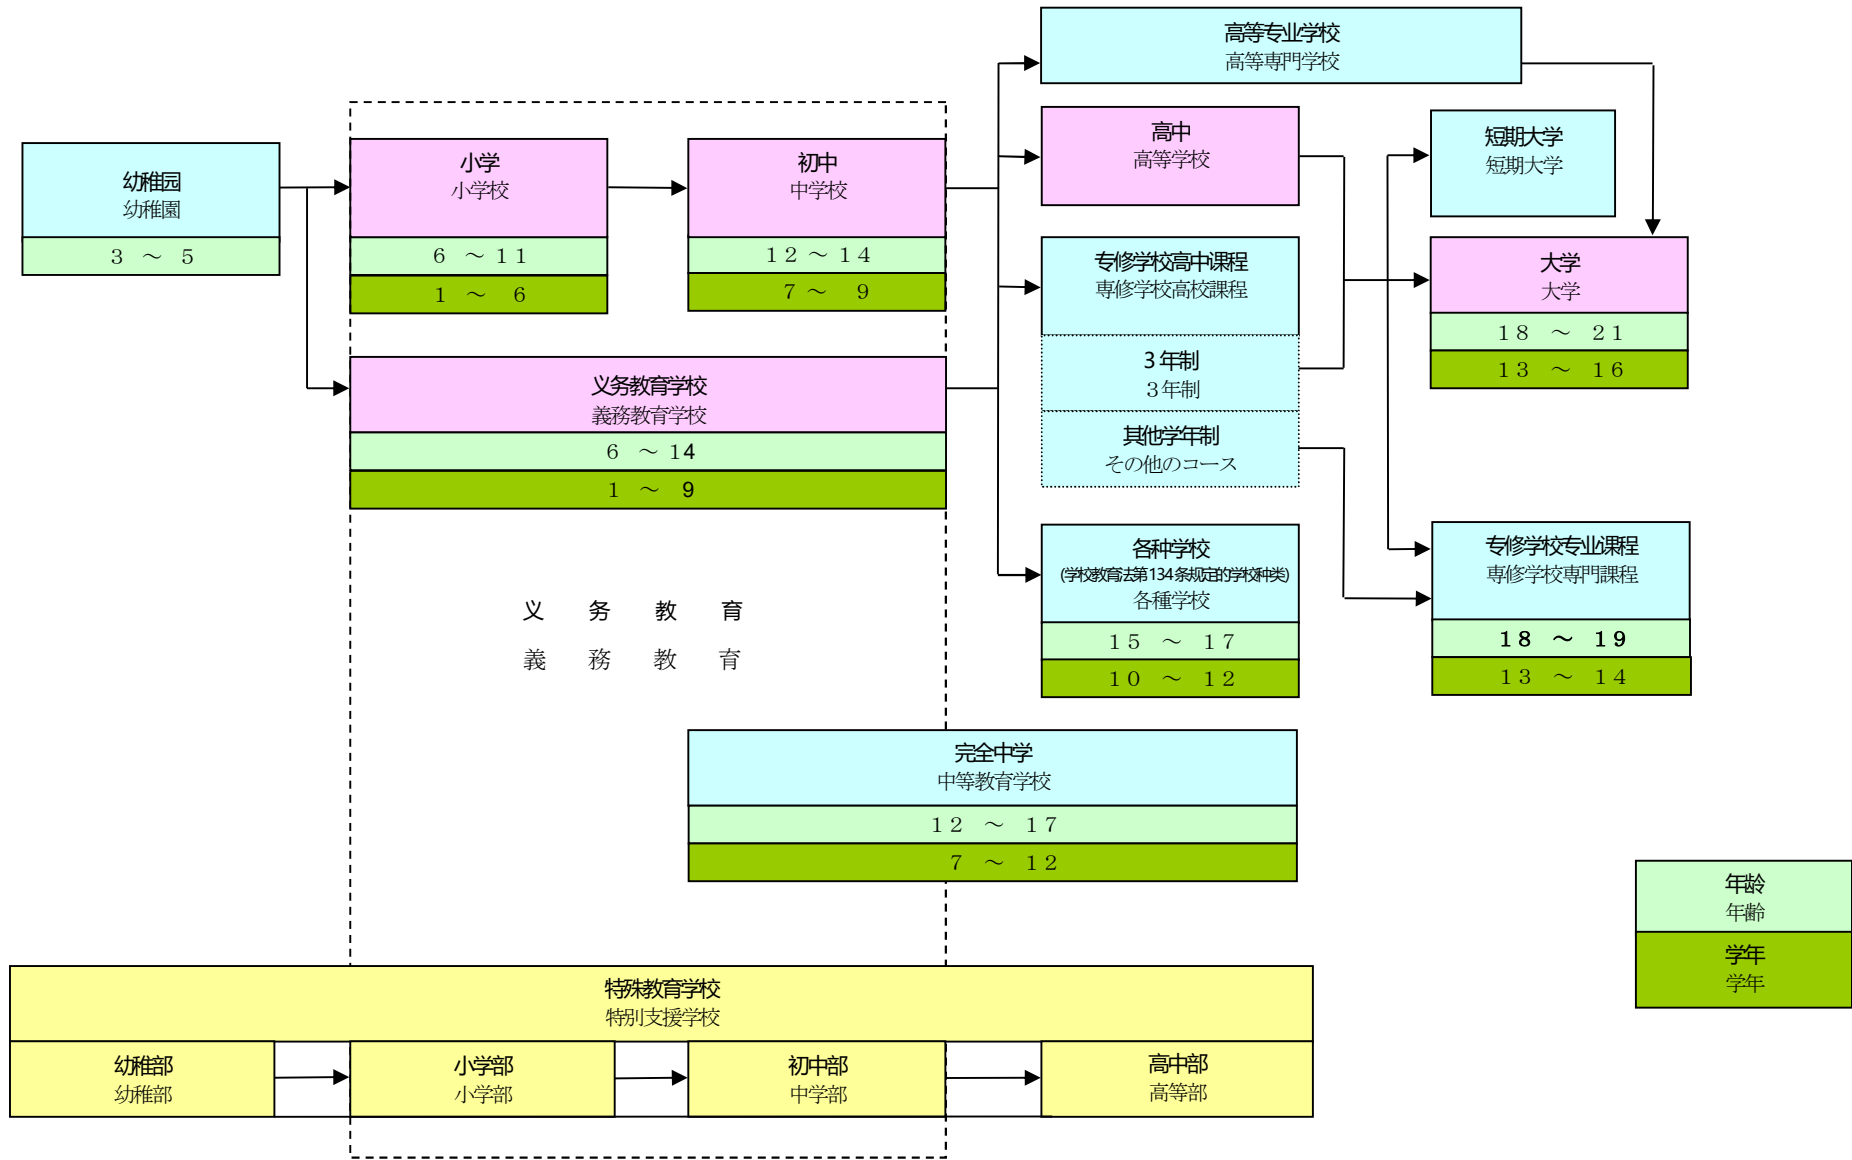 高等专业学校
高等専門学校
幼稚园
幼稚園
3 ～ 5
小学
小学校
6 ～11
1 ～ 6
初中
中学校
12～14
7～ 9
高中
高等学校
短期大学
短期大学
专修学校高中课程
専修学校高校課程
3年制
３年制
其他学年制
その他のコース
大学
大学
18 ～ 21
13 ～ 16
义务教育学校
義務教育学校
6 ～14
1 ～ 9
各种学校
(学校教育法第134条规定的学校种类)
各種学校
15 ～ 17
10 ～ 12
专修学校专业课程
専修学校専門課程
18 ～ 19
13 ～ 14
义 务 教 育
義 務 教 育
完全中学
中等教育学校
12 ～ 17
7 ～ 12
年龄
年齢
学年
学年
特殊教育学校
特別支援学校
幼稚部
幼稚部
小学部
小学部
初中部
中学部
高中部
高等部